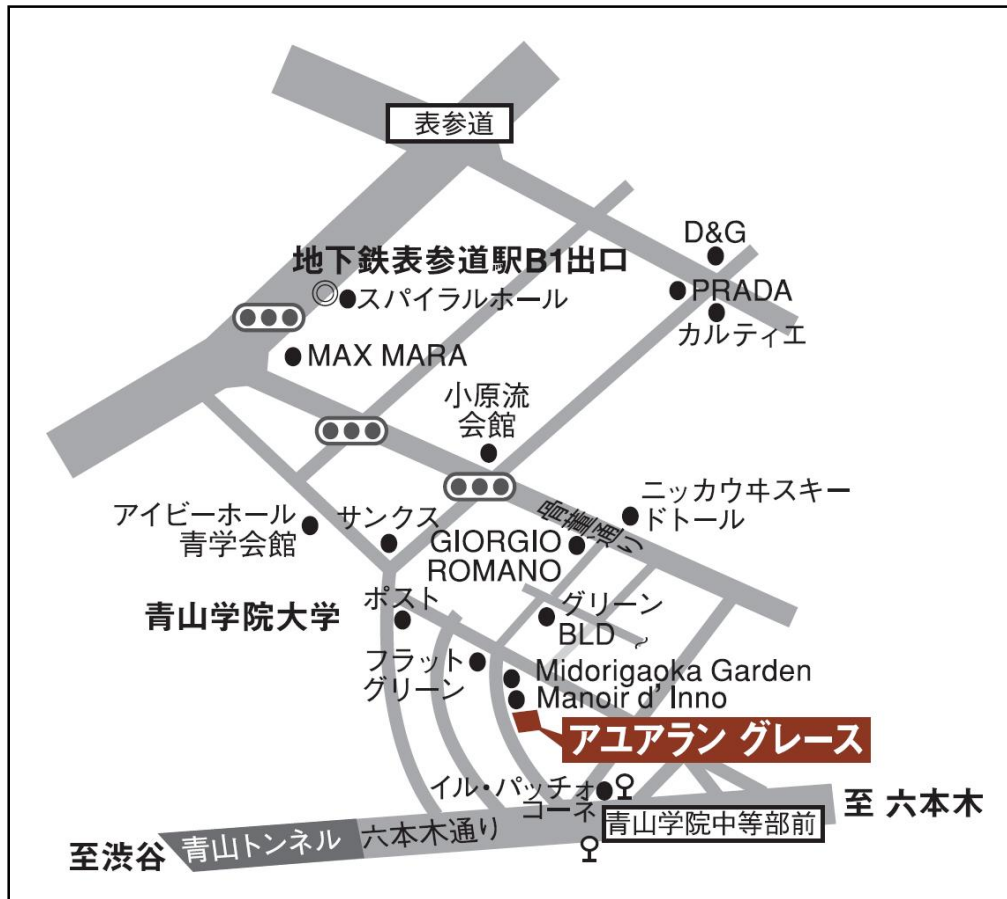 表参道
D&G
地下鉄表参道駅B1出口
PRADA
スパイラルホール
カルティエ
MAX MARA
小原流
会館
ニッカウヰスキー
ドトール
アイビーホール
青学会館
サンクス
骨董通り
GIORGIO
ROMANO
青山学院大学
ポスト
グリーン
BLD
フラット
グリーン
Midorigaoka Garden
Manoir d' Inno
アユアラン グレース
イル・パッチォ
コーネ
至 六本木
青山学院中等部前
六本木通り
青山トンネル
至渋谷